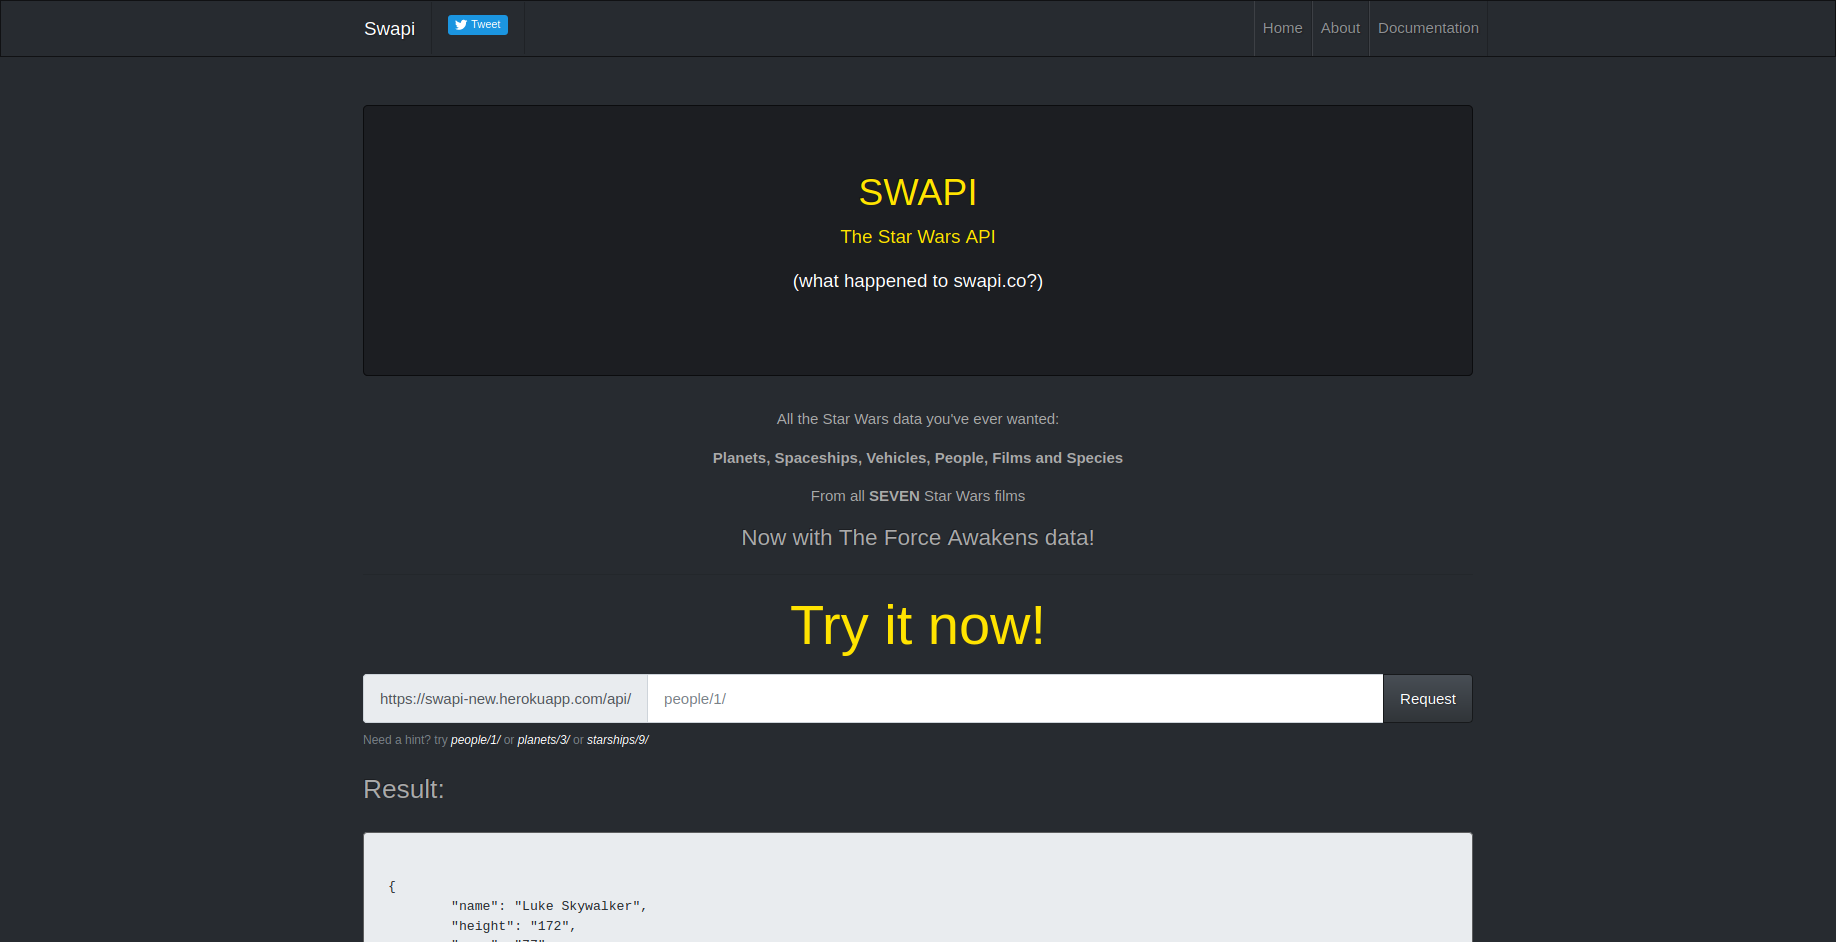 Swapi Tweet Home About Documentation
SWAPI
The Star Wars API
(what happened to swapi.co?)
All the Star Wars data you've ever wanted:
Planets, Spaceships, Vehicles, People, Films and Species
From all SEVEN Star Wars films
Now with The Force Awakens data!
Try it now!
https://swapi-new.herokuapp.com/api/ people/1/ Request
Need a hint? try people/1/ or planets/3/ or starships/9/
Result:
{
"name": "Luke Skywalker",
"height": "172",